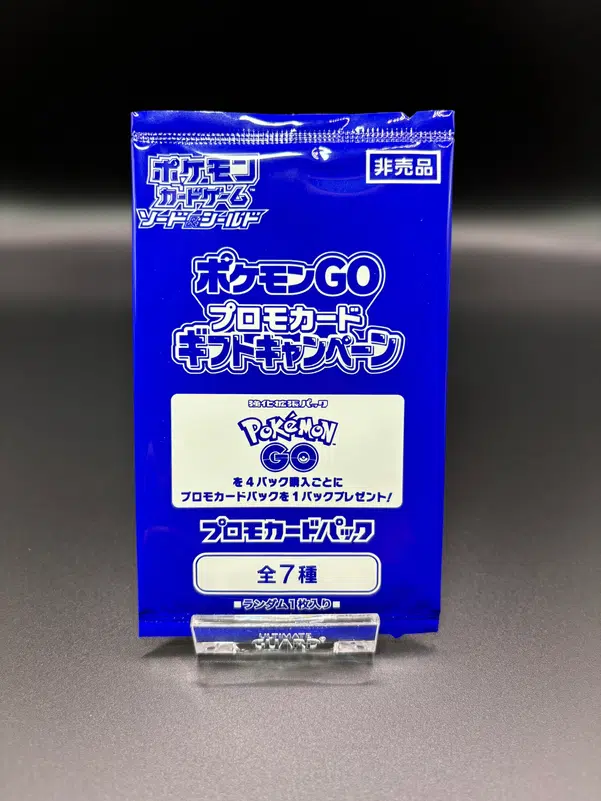 ポケモン
カードゲーム
ソード&シールド
非売品
ポケモンGO
プロモカード
ギフトキャンペーン
強化拡張パック
Pokémon
GO
を4パック購入ごとに
プロモカードパックを1パックプレゼント!
プロモカードパック
全7種
■ランダム1枚入り■
ULTIMATE
GUARD®